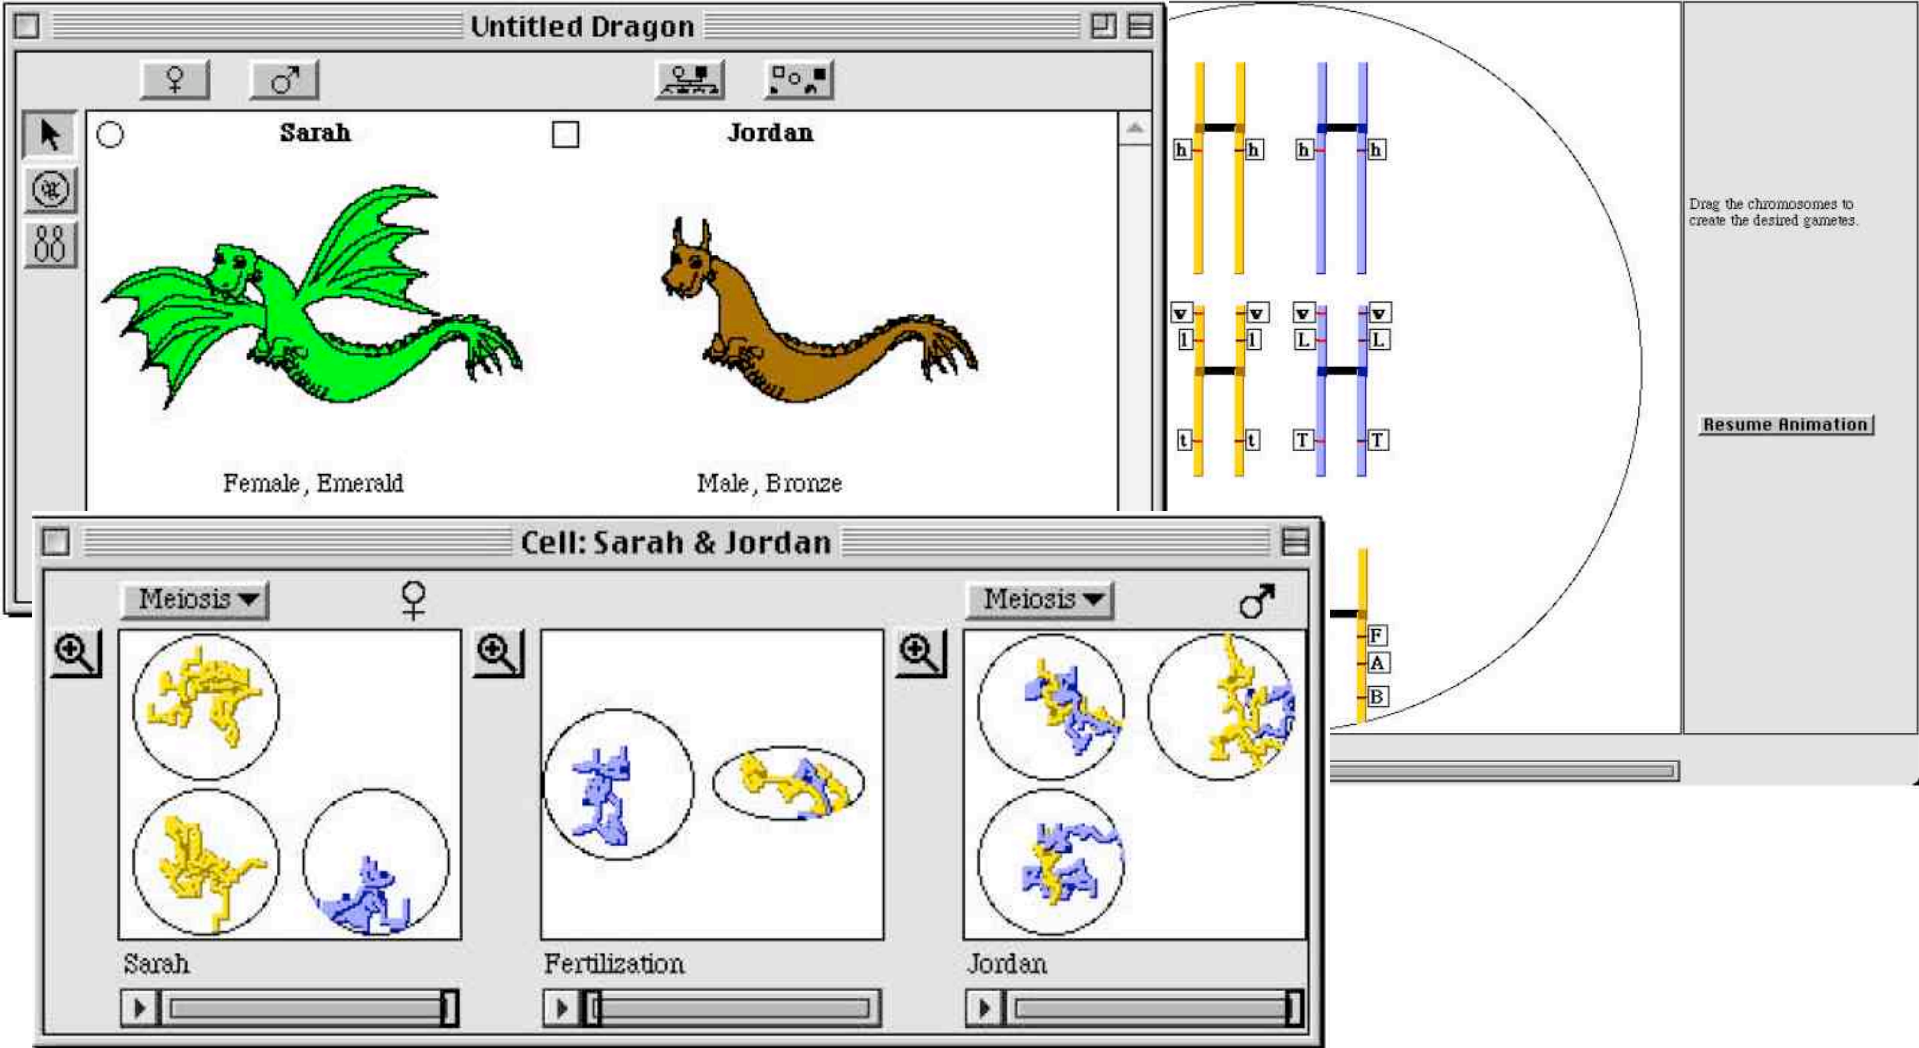 Untitled Dragon
Sarah
Jordan
Female, Emerald
Male, Bronze
h h h h
w w w w
l l L L
t t T T
F
A
B
Drag the chromosomes to
create the desired gametes.
Resume Animation
Cell: Sarah & Jordan
Meiosis
Meiosis
Sarah
Fertilization
Jordan